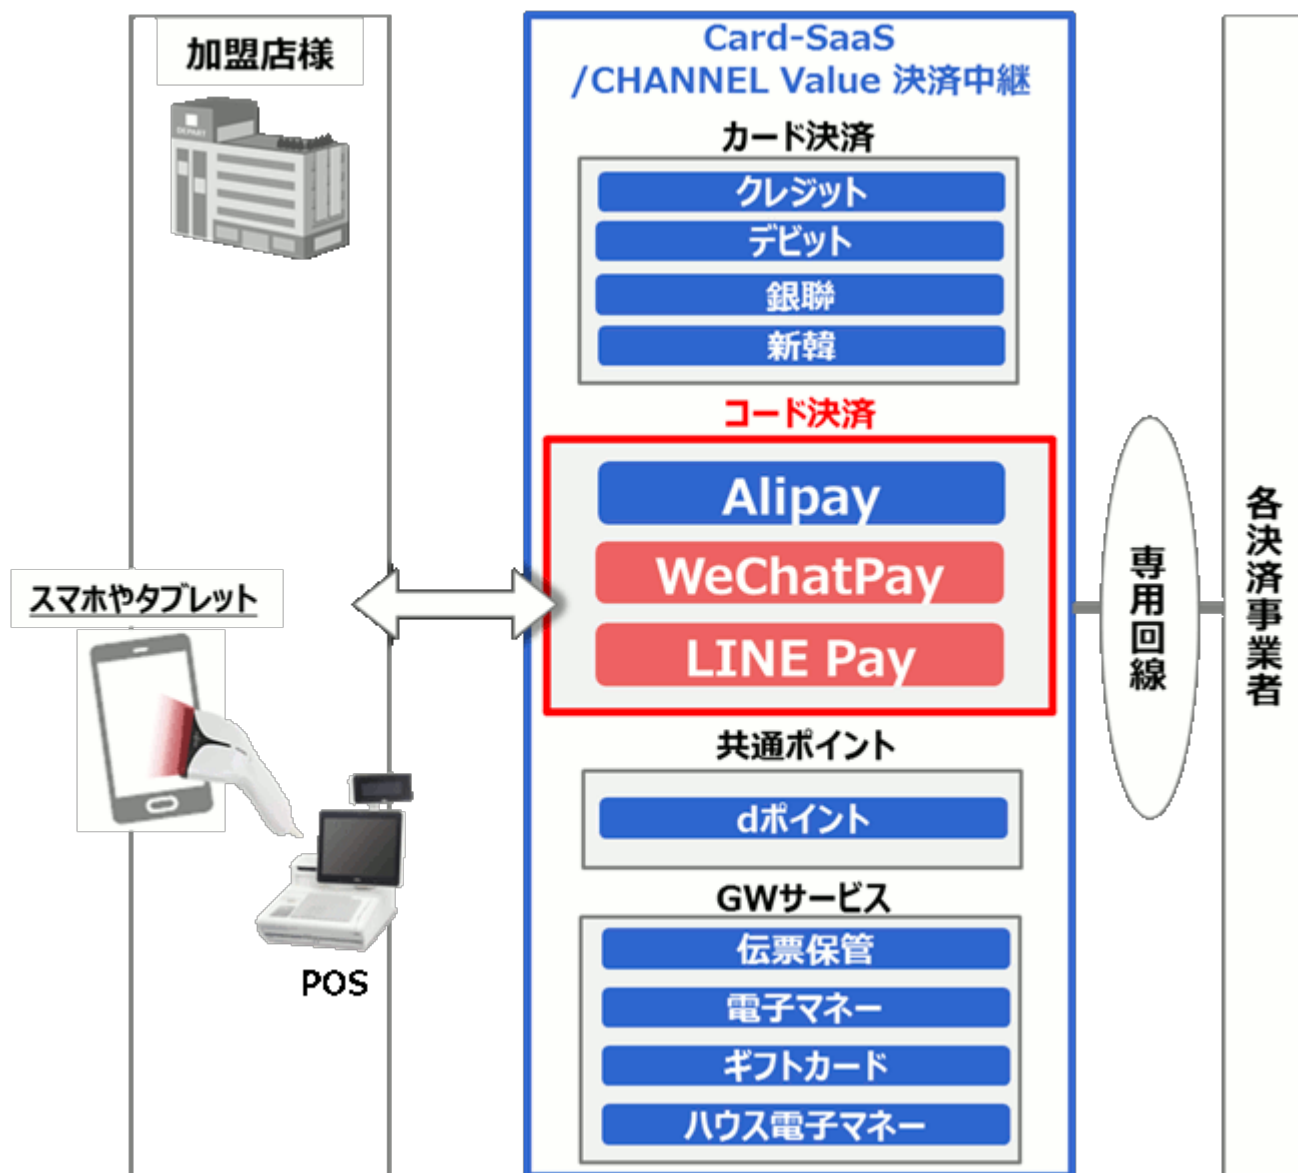 加盟店様
DEPART
スマホやタブレット
POS
Card-SaaS
/CHANNEL Value 決済中継
カード決済
クレジット
デビット
銀聯
新韓
コード決済
Alipay
WeChatPay
LINE Pay
共通ポイント
dポイント
GWサービス
伝票保管
電子マネー
ギフトカード
ハウス電子マネー
専用回線
各決済事業者